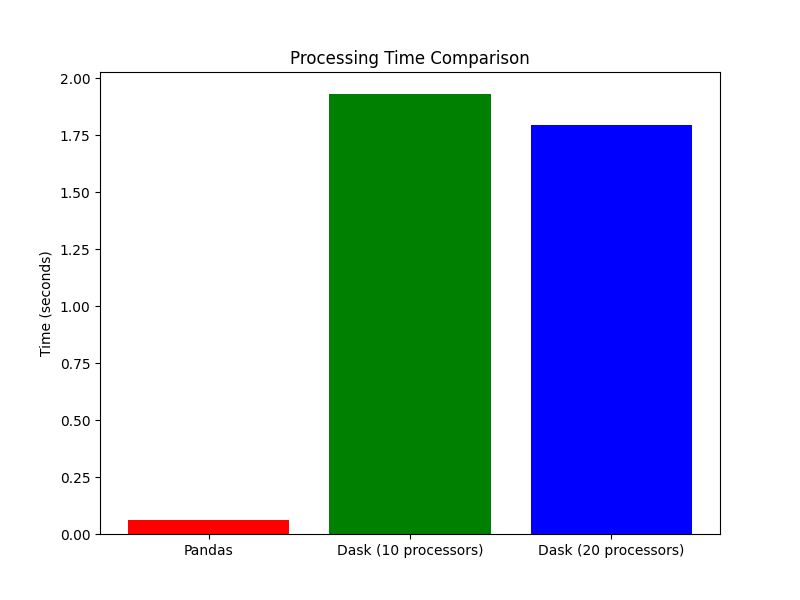 Processing Time Comparison
2.00
1.75
1.50
1.25
1.00
0.75
0.50
0.25
0.00
Time (seconds)
Pandas
Dask (10 processors)
Dask (20 processors)